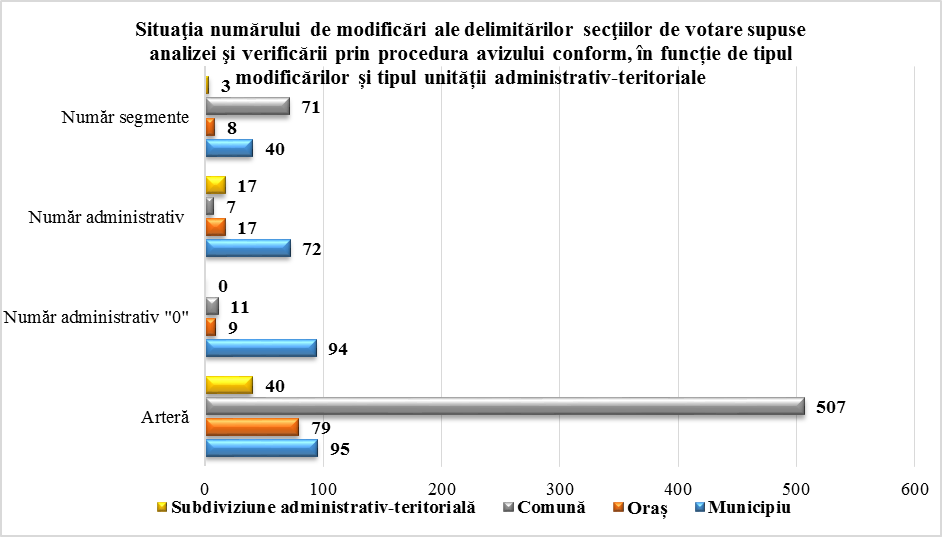 Situaţia numărului de modificări ale delimitărilor secţiilor de votare supuse
analizei şi verificării prin procedura avizului conform, în funcție de tipul
modificărilor și tipul unității administrativ-teritoriale
3
Număr segmente
71
8
40
17
Număr administrativ
7
17
72
0
Număr administrativ "0"
11
9
94
40
Arteră
507
79
95
0 100 200 300 400 500 600
Subdiviziune administrativ-teritorială Comună Oraş Municipiu